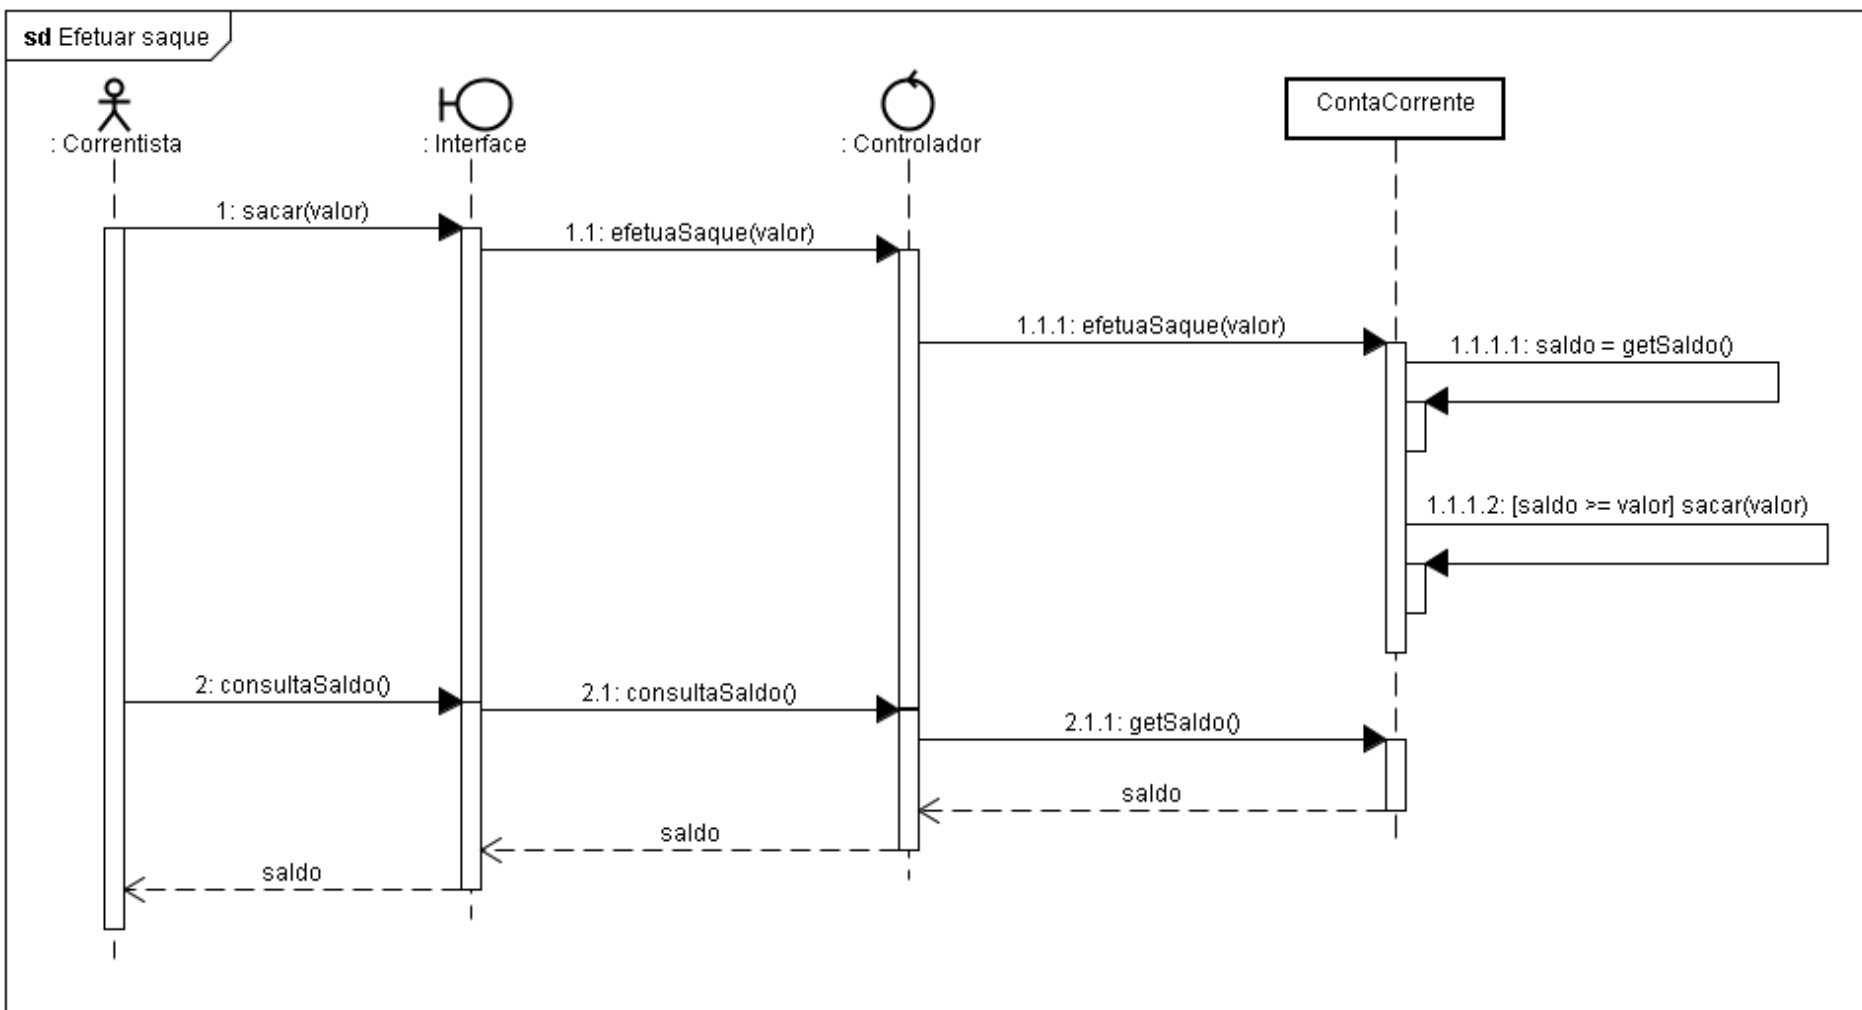 sd Efetuar saque
: Correntista
: Interface
: Controlador
ContaCorrente
1: sacar(valor)
1.1: efetuaSaque(valor)
1.1.1: efetuaSaque(valor)
1.1.1.1: saldo = getSaldo()
1.1.1.2: [saldo >= valor] sacar(valor)
2: consultaSaldo()
2.1: consultaSaldo()
2.1.1: getSaldo()
saldo
saldo
saldo